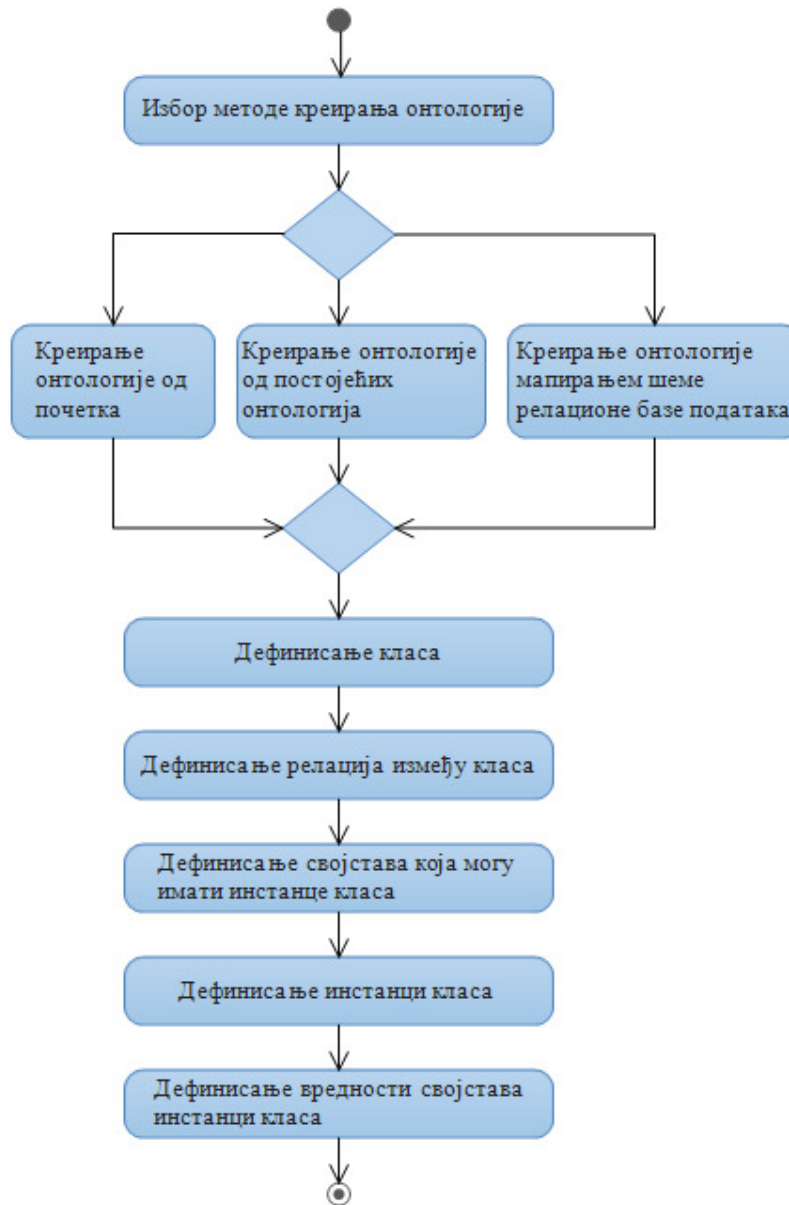 Избор методе креирања онтологије
Креирање
онтологије од
почетка
Креирање онтологије
од постојећих
онтологија
Креирање онтологије
мапирањем шеме
релационе базе података
Дефинисање класа
Дефинисање релација између класа
Дефинисање својстава која могу
имати инстанце класа
Дефинисање инстанци класа
Дефинисање вредности својстава
инстанци класа